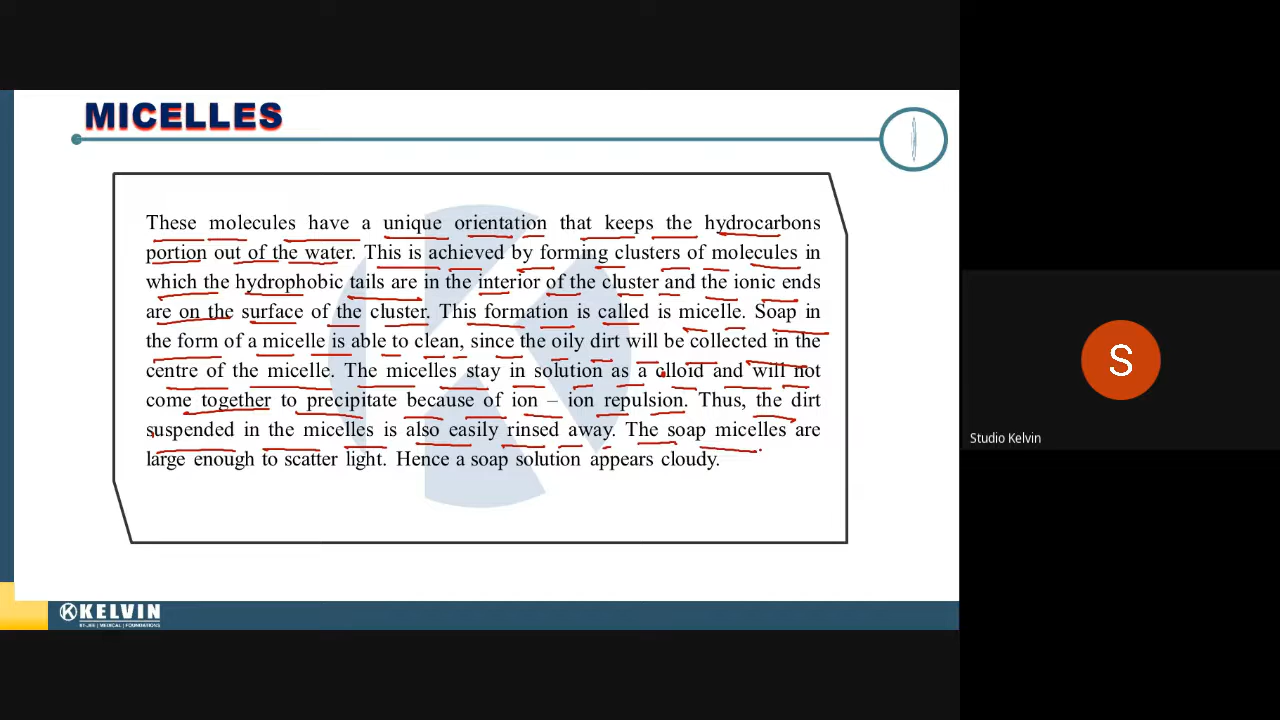 MICELLES
These molecules have a unique orientation that keeps the hydrocarbons
portion out of the water. This is achieved by forming clusters of molecules in
which the hydrophobic tails are in the interior of the cluster and the ionic ends
are on the surface of the cluster. This formation is called is micelle. Soap in
the form of a micelle is able to clean, since the oily dirt will be collected in the
centre of the micelle. The micelles stay in solution as a clloid and will not
come together to precipitate because of ion – ion repulsion. Thus, the dirt
suspended in the micelles is also easily rinsed away. The soap micelles are
large enough to scatter light. Hence a soap solution appears cloudy.
S
Studio Kelvin
KELVIN
IIT-JEE | MEDICAL | FOUNDATIONS